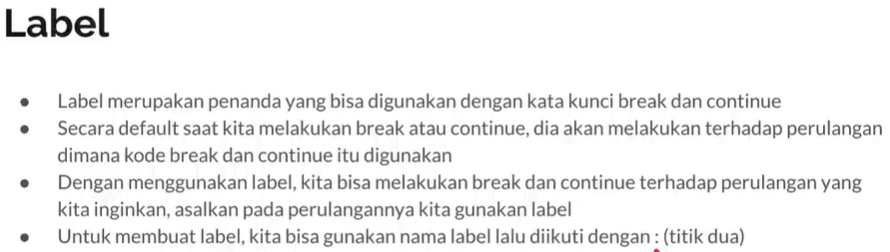 Label
● Label merupakan penanda yang bisa digunakan dengan kata kunci break dan continue
● Secara default saat kita melakukan break atau continue, dia akan melakukan terhadap perulangan
dimana kode break dan continue itu digunakan
● Dengan menggunakan label, kita bisa melakukan break dan continue terhadap perulangan yang
kita inginkan, asalkan pada perulangannya kita gunakan label
● Untuk membuat label, kita bisa gunakan nama label lalu diikuti dengan : (titik dua)